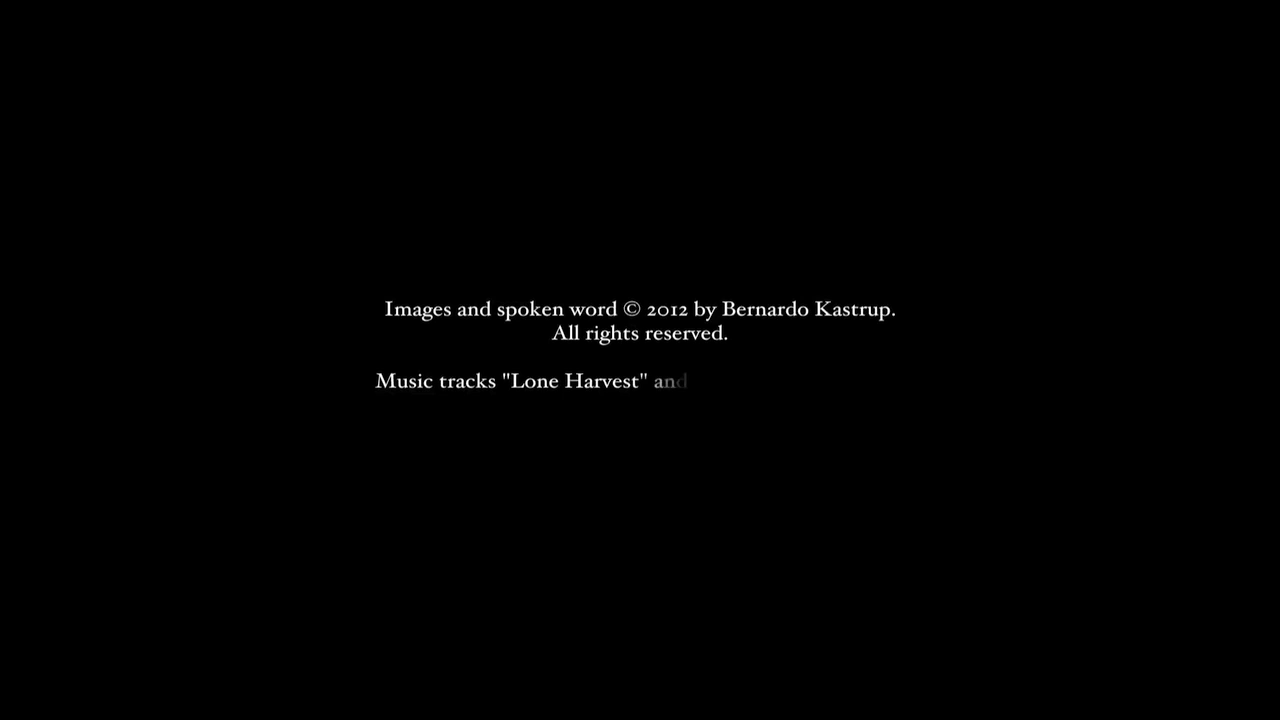 Images and spoken word © 2012 by Bernardo Kastrup.
All rights reserved.
Music tracks "Lone Harvest" and